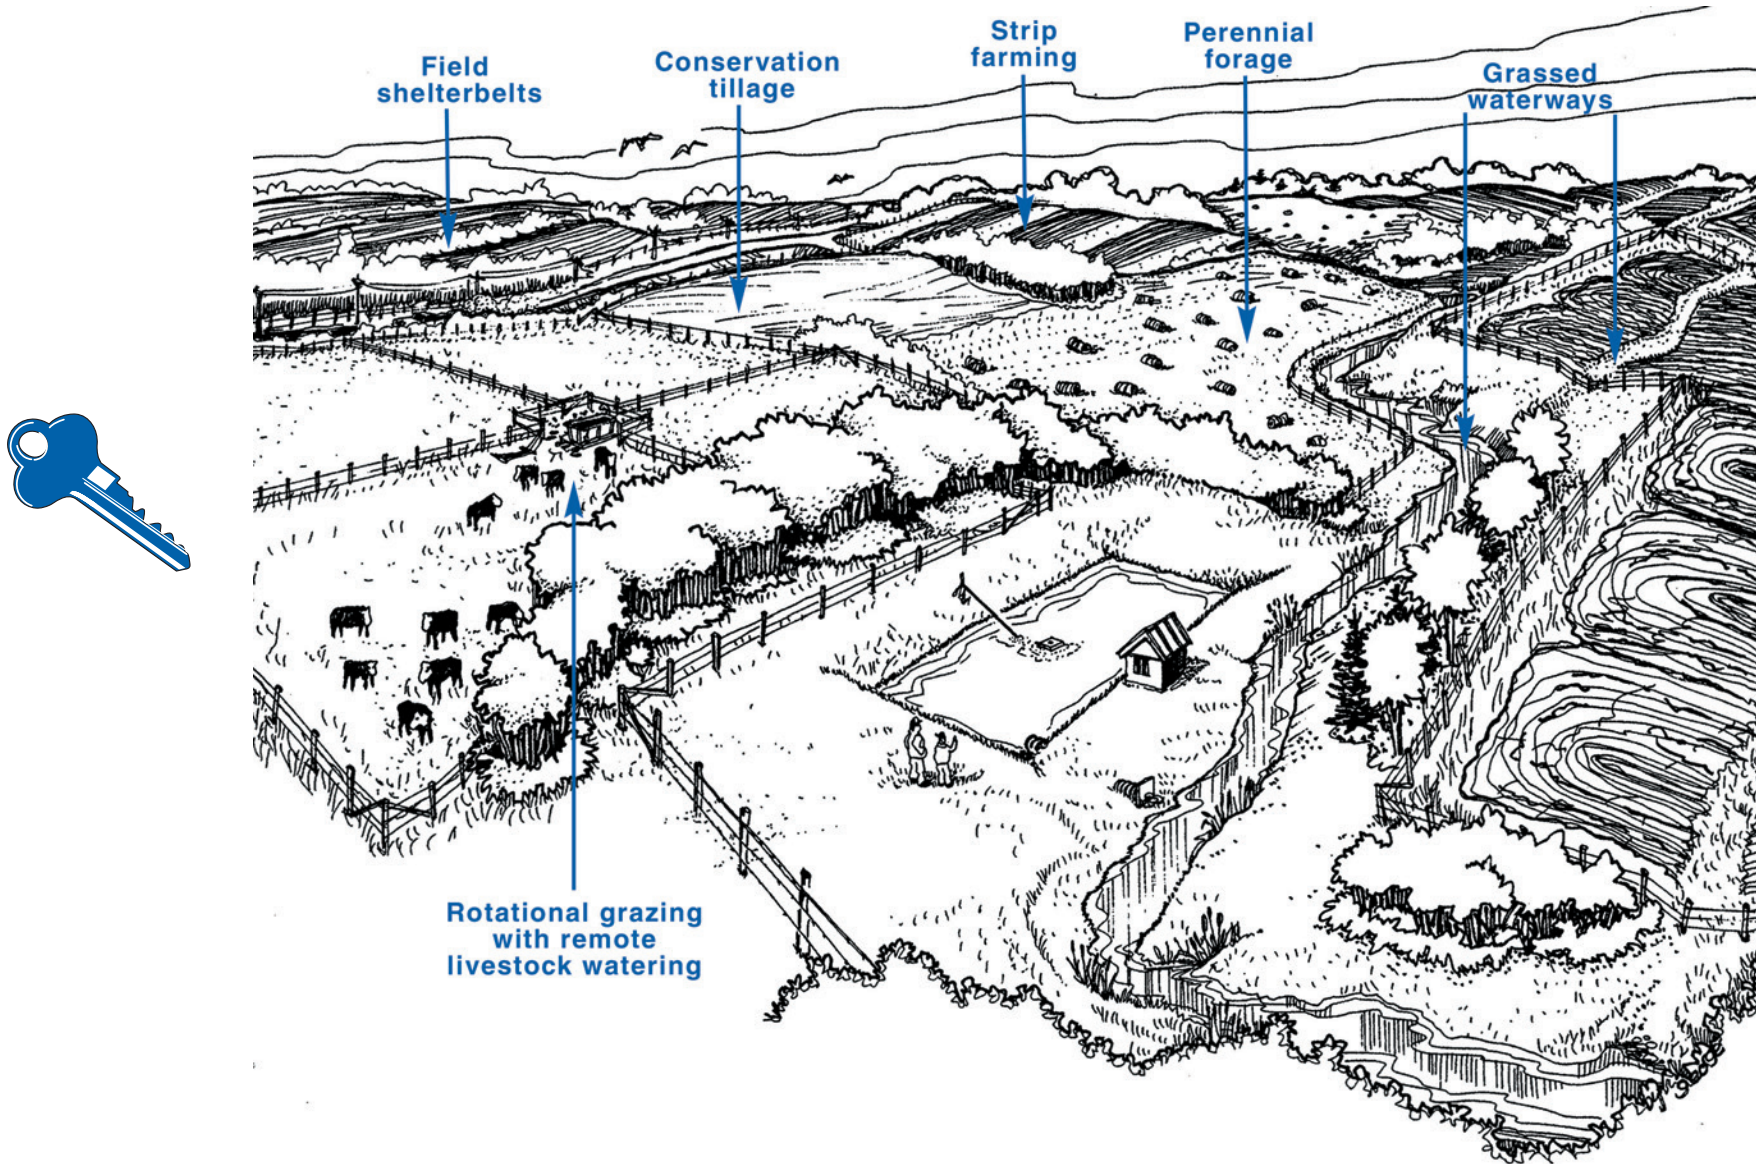 Field
shelterbelts
Conservation
tillage
Strip
farming
Perennial
forage
Grassed
waterways
Rotational grazing
with remote
livestock watering